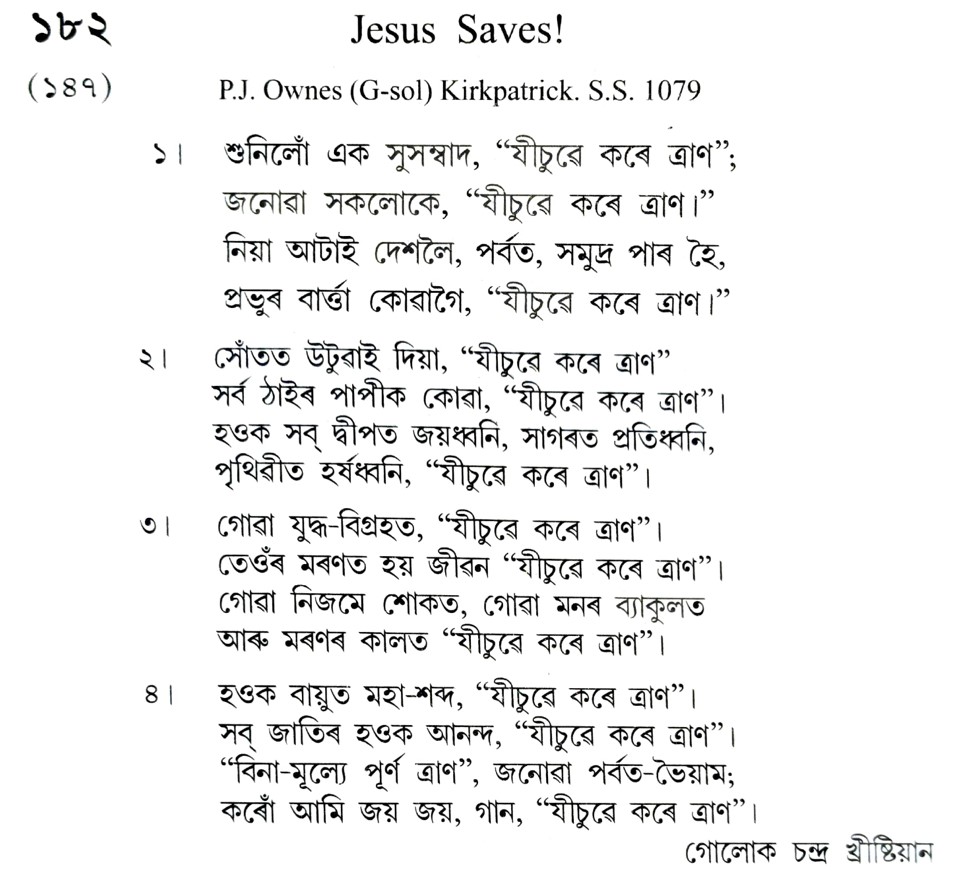 ১৮২ Jesus Saves!
(১৪৭) P.J. Ownes (G-sol) Kirkpatrick. S.S. 1079
১। শুনিলোঁ এক সুসম্বাদ, “যীচুৱে কৰে ত্ৰাণ”;
জনোৱা সকলোকে, “যীচুৱে কৰে ত্ৰাণ।”
নিয়া আটাই দেশলৈ, পৰ্বত, সমুদ্ৰ পাৰ হৈ,
প্ৰভুৰ বাৰ্ত্তা কোৱাগৈ, “যীচুৱে কৰে ত্ৰাণ।”
২। সোঁতত উটুৱাই দিয়া, “যীচুৱে কৰে ত্ৰাণ”
সৰ্ব ঠাইৰ পাপীক কোৱা, “যীচুৱে কৰে ত্ৰাণ”।
হওক সব্ দ্বীপত জয়ধ্বনি, সাগৰত প্ৰতিধ্বনি,
পৃথিৱীত হৰ্ষধ্বনি, “যীচুৱে কৰে ত্ৰাণ”।
৩। গোৱা যুদ্ধ-বিগ্ৰহত, “যীচুৱে কৰে ত্ৰাণ”।
তেওঁৰ মৰণত হয় জীৱন “যীচুৱে কৰে ত্ৰাণ”।
গোৱা নিজমে শোকত, গোৱা মনৰ ব্যাকুলত
আৰু মৰণৰ কালত “যীচুৱে কৰে ত্ৰাণ”।
৪। হওক বায়ুত মহা-শব্দ, “যীচুৱে কৰে ত্ৰাণ”।
সব্ জাতিৰ হওক আনন্দ, “যীচুৱে কৰে ত্ৰাণ”।
“বিনা-মূল্যে পূৰ্ণ ত্ৰাণ”, জনোৱা পৰ্বত-ভৈয়াম;
কৰোঁ আমি জয় জয়, গান, “যীচুৱে কৰে ত্ৰাণ”।
গোলোক চন্দ্ৰ খ্ৰীষ্টিয়ান